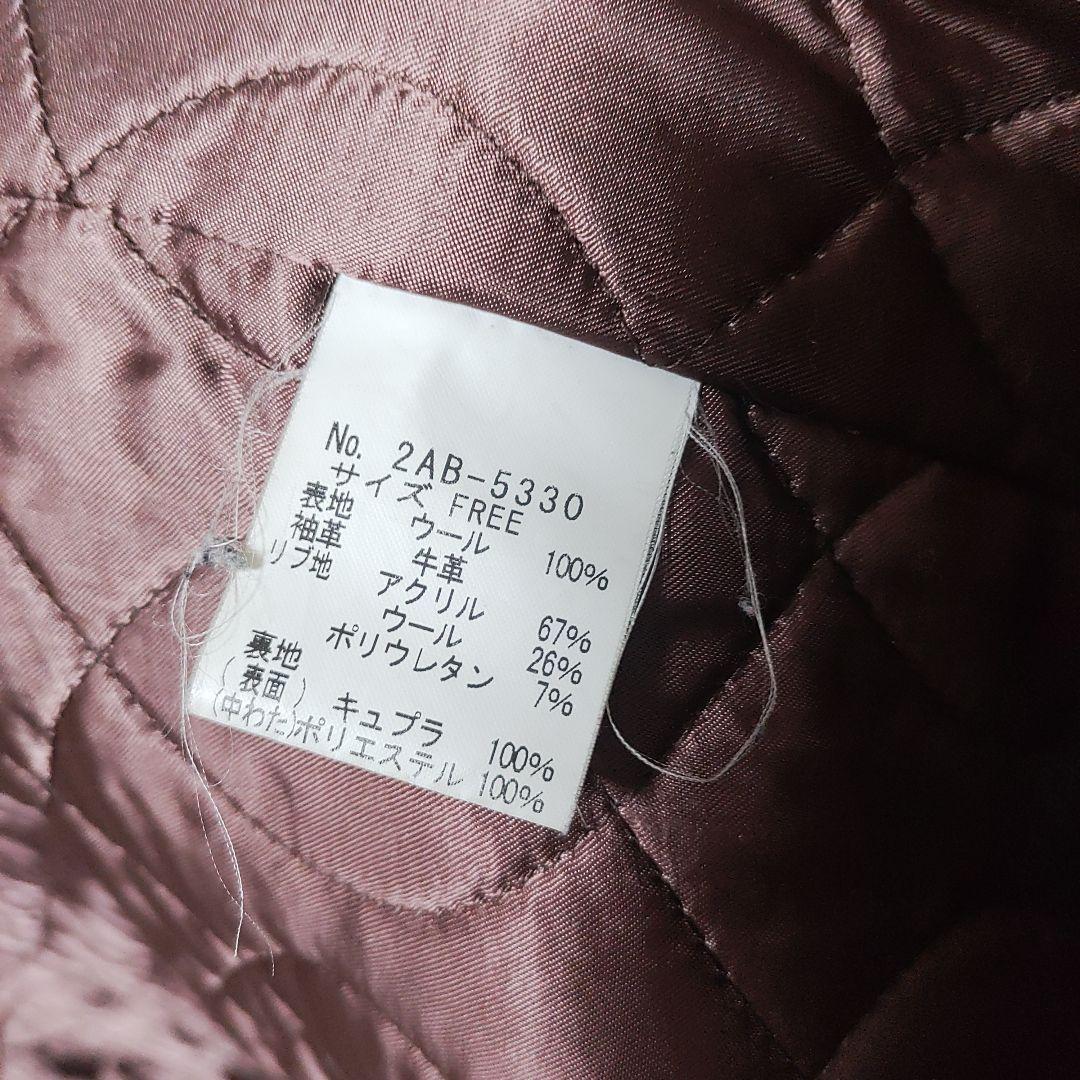 No. 2AB-5330
サイズ FREE
表地 ウール 100%
袖革 牛革
リブ地 アクリル 67%
ウール 26%
ポリウレタン 7%
裏地
(表面) キュプラ 100%
(中わた)ポリエステル 100%